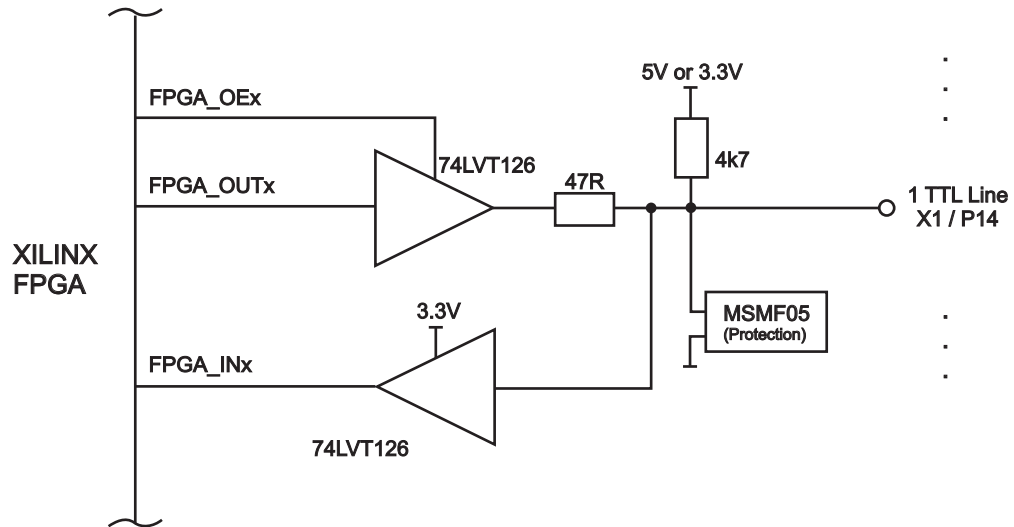 5V or 3.3V
FPGA_OEx
74LVT126
4k7
FPGA_OUTx
47R
1 TTL Line
X1 / P14
XILINX
FPGA
3.3V
MSMF05
(Protection)
FPGA_INx
74LVT126